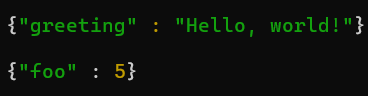 {"greeting" : "Hello, world!"}
{"foo" : 5}